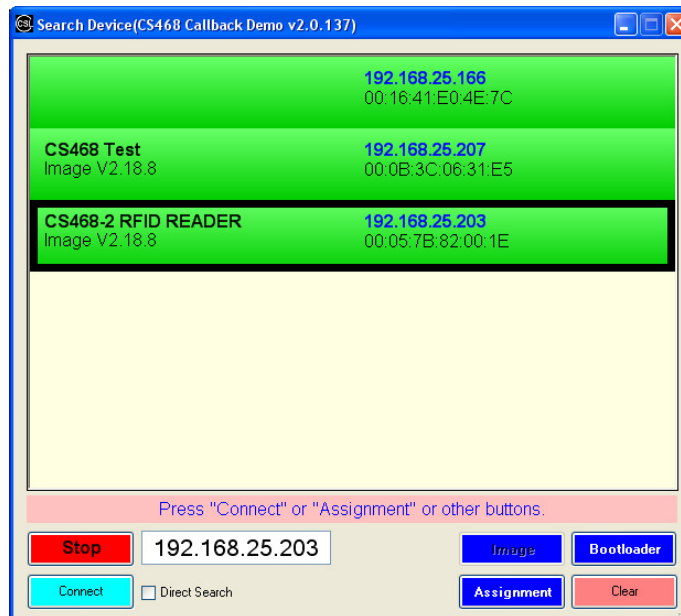 CSL Search Device(CS468 Callback Demo v2.0.137)
192.168.25.166
00:16:41:E0:4E:7C
CS468 Test 192.168.25.207
Image V2.18.8 00:0B:3C:06:31:E5
CS468-2 RFID READER 192.168.25.203
Image V2.18.8 00:05:7B:82:00:1E
Press "Connect" or "Assignment" or other buttons.
Stop 192.168.25.203 Image Bootloader
Connect Direct Search Assignment Clear